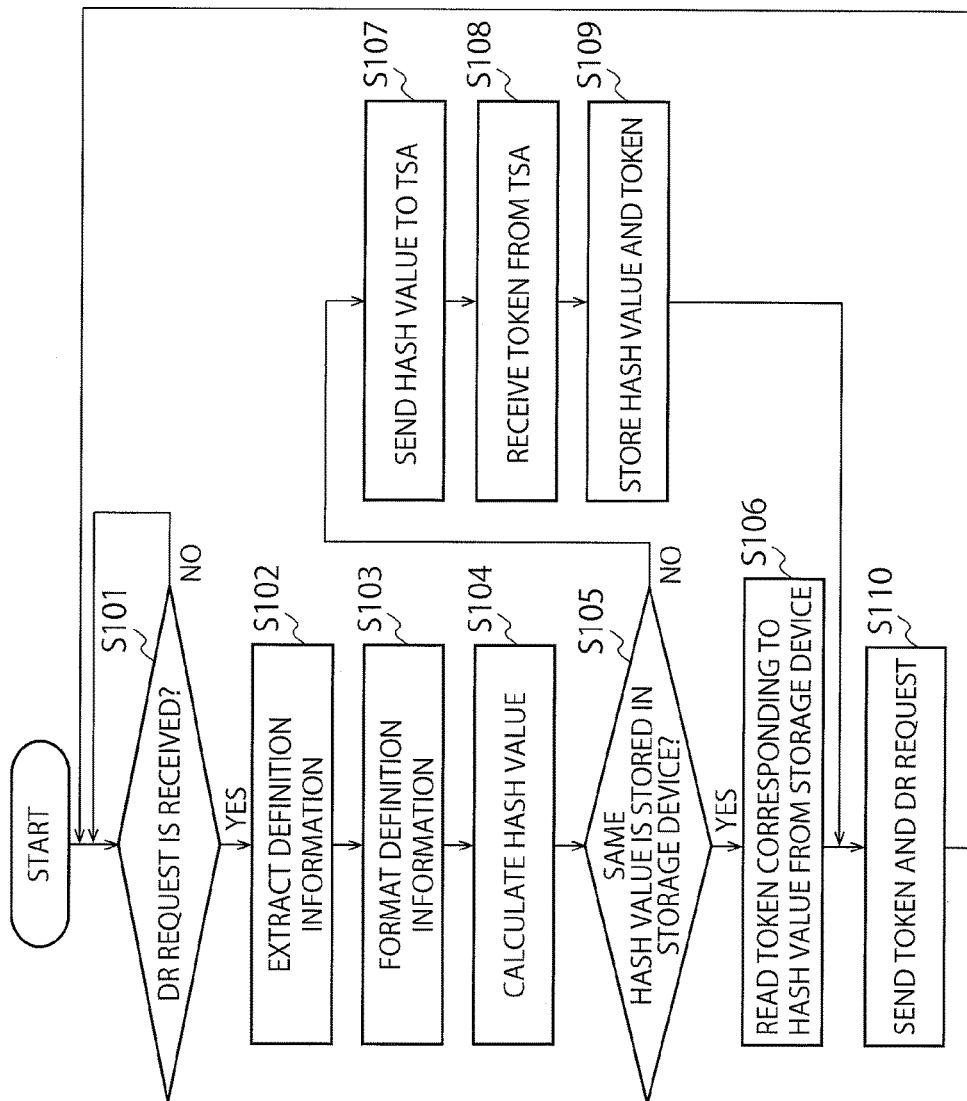 START
S101
DR REQUEST IS RECEIVED?
NO
YES
S102
EXTRACT DEFINITION
INFORMATION
S103
FORMAT DEFINITION
INFORMATION
S104
CALCULATE HASH VALUE
S105
SAME
HASH VALUE IS STORED IN
STORAGE DEVICE?
NO
YES
S106
READ TOKEN CORRESPONDING TO
HASH VALUE FROM STORAGE DEVICE
S107
SEND HASH VALUE TO TSA
S108
RECEIVE TOKEN FROM TSA
S109
STORE HASH VALUE AND TOKEN
S110
SEND TOKEN AND DR REQUEST